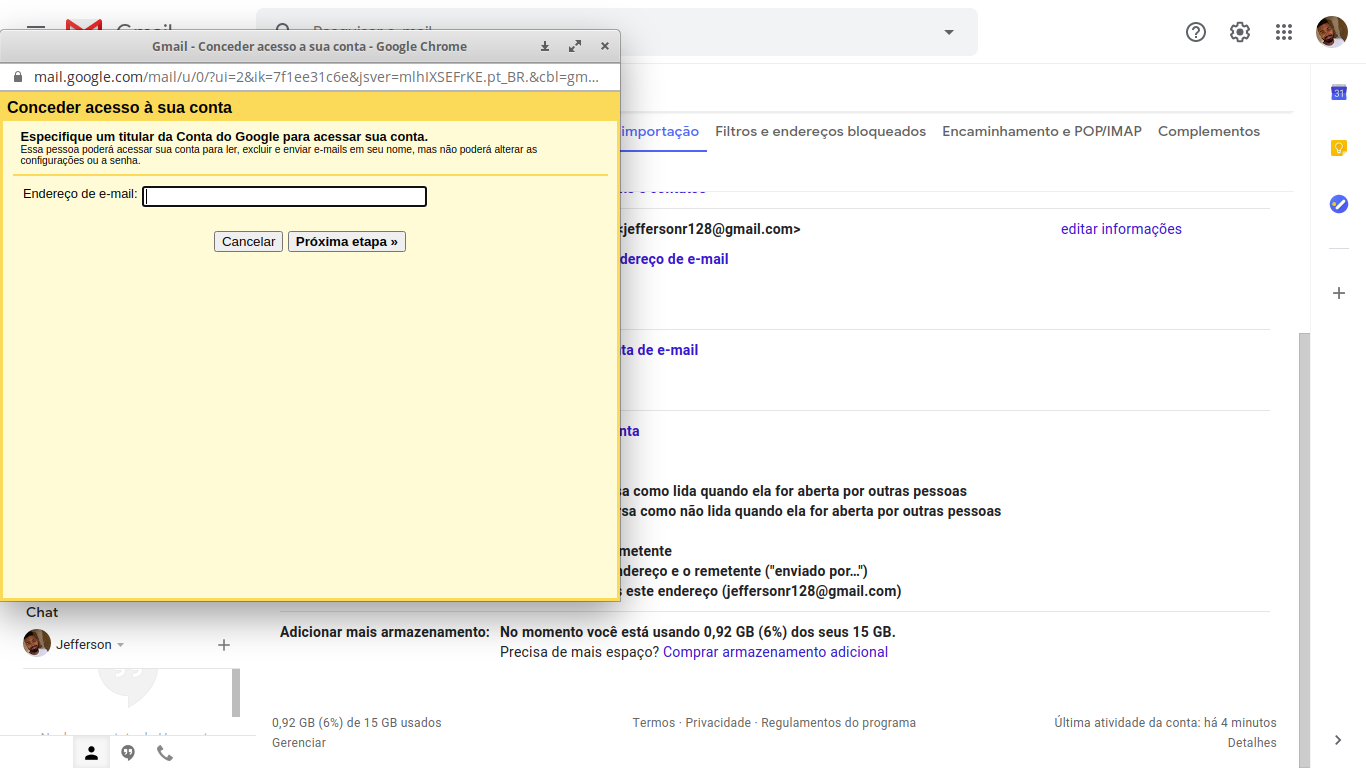 Gmail - Conceder acesso a sua conta - Google Chrome
mail.google.com/mail/u/0/?ui=2&ik=7f1ee31c6e&jsver=mlhIXSEFrKE.pt_BR.&cbl=gm...
Conceder acesso à sua conta
Especifique um titular da Conta do Google para acessar sua conta.
Essa pessoa poderá acessar sua conta para ler, excluir e enviar e-mails em seu nome, mas não poderá alterar as
configurações ou a senha.
Endereço de e-mail:
Cancelar Próxima etapa »
importação Filtros e endereços bloqueados Encaminhamento e POP/IMAP Complementos
<jeffersonr128@gmail.com> editar informações
dereço de e-mail
ta de e-mail
nta
sa como lida quando ela for aberta por outras pessoas
rsa como não lida quando ela for aberta por outras pessoas
metente
ndereço e o remetente ("enviado por...")
s este endereço (jeffersonr128@gmail.com)
Adicionar mais armazenamento: No momento você está usando 0,92 GB (6%) dos seus 15 GB.
Precisa de mais espaço? Comprar armazenamento adicional
Chat
Jefferson
0,92 GB (6%) de 15 GB usados
Gerenciar
Termos · Privacidade · Regulamentos do programa
Última atividade da conta: há 4 minutos
Detalhes
31